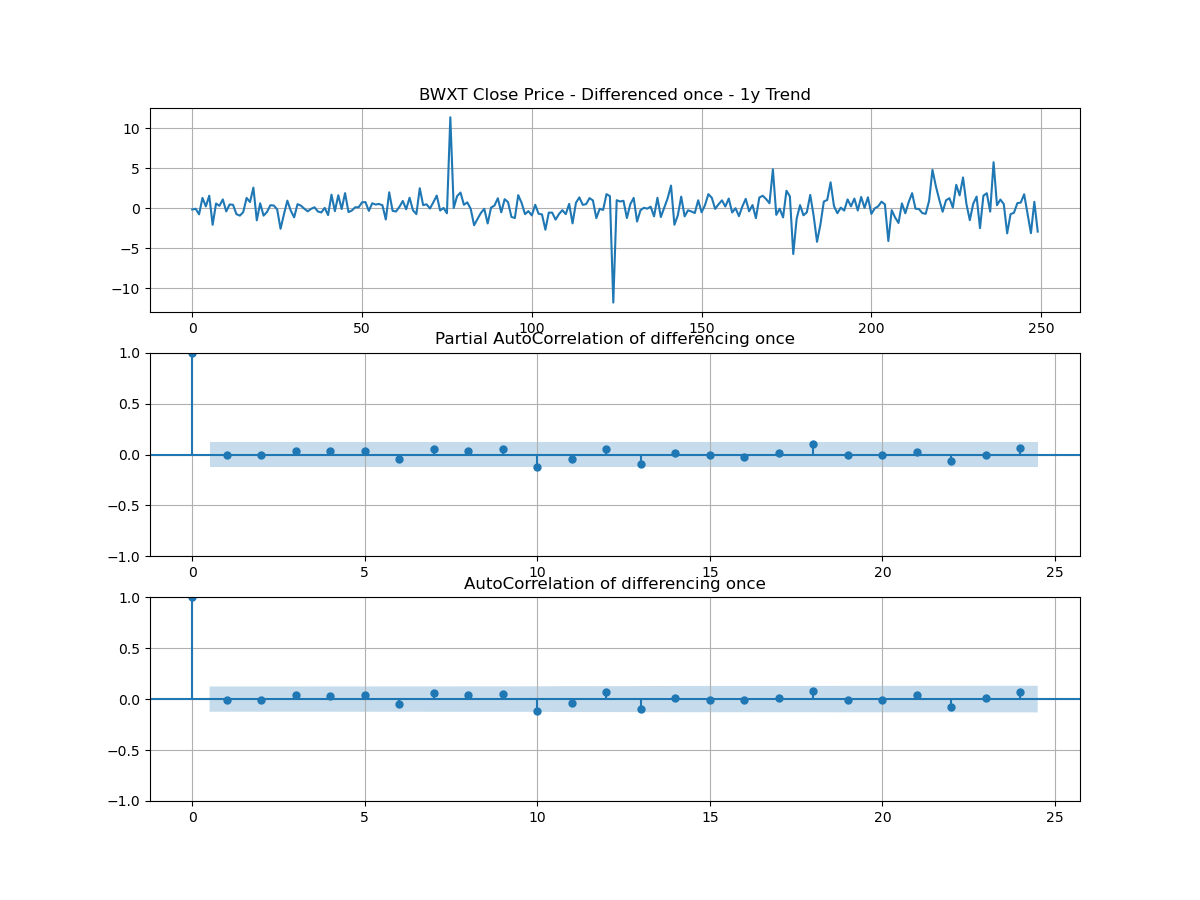 BWXT Close Price - Differenced once - 1y Trend
10
5
0
−5
−10
0 50 100 150 200 250
Partial AutoCorrelation of differencing once
1.0
0.5
0.0
−0.5
−1.0
0 5 10 15 20 25
AutoCorrelation of differencing once
1.0
0.5
0.0
−0.5
−1.0
0 5 10 15 20 25